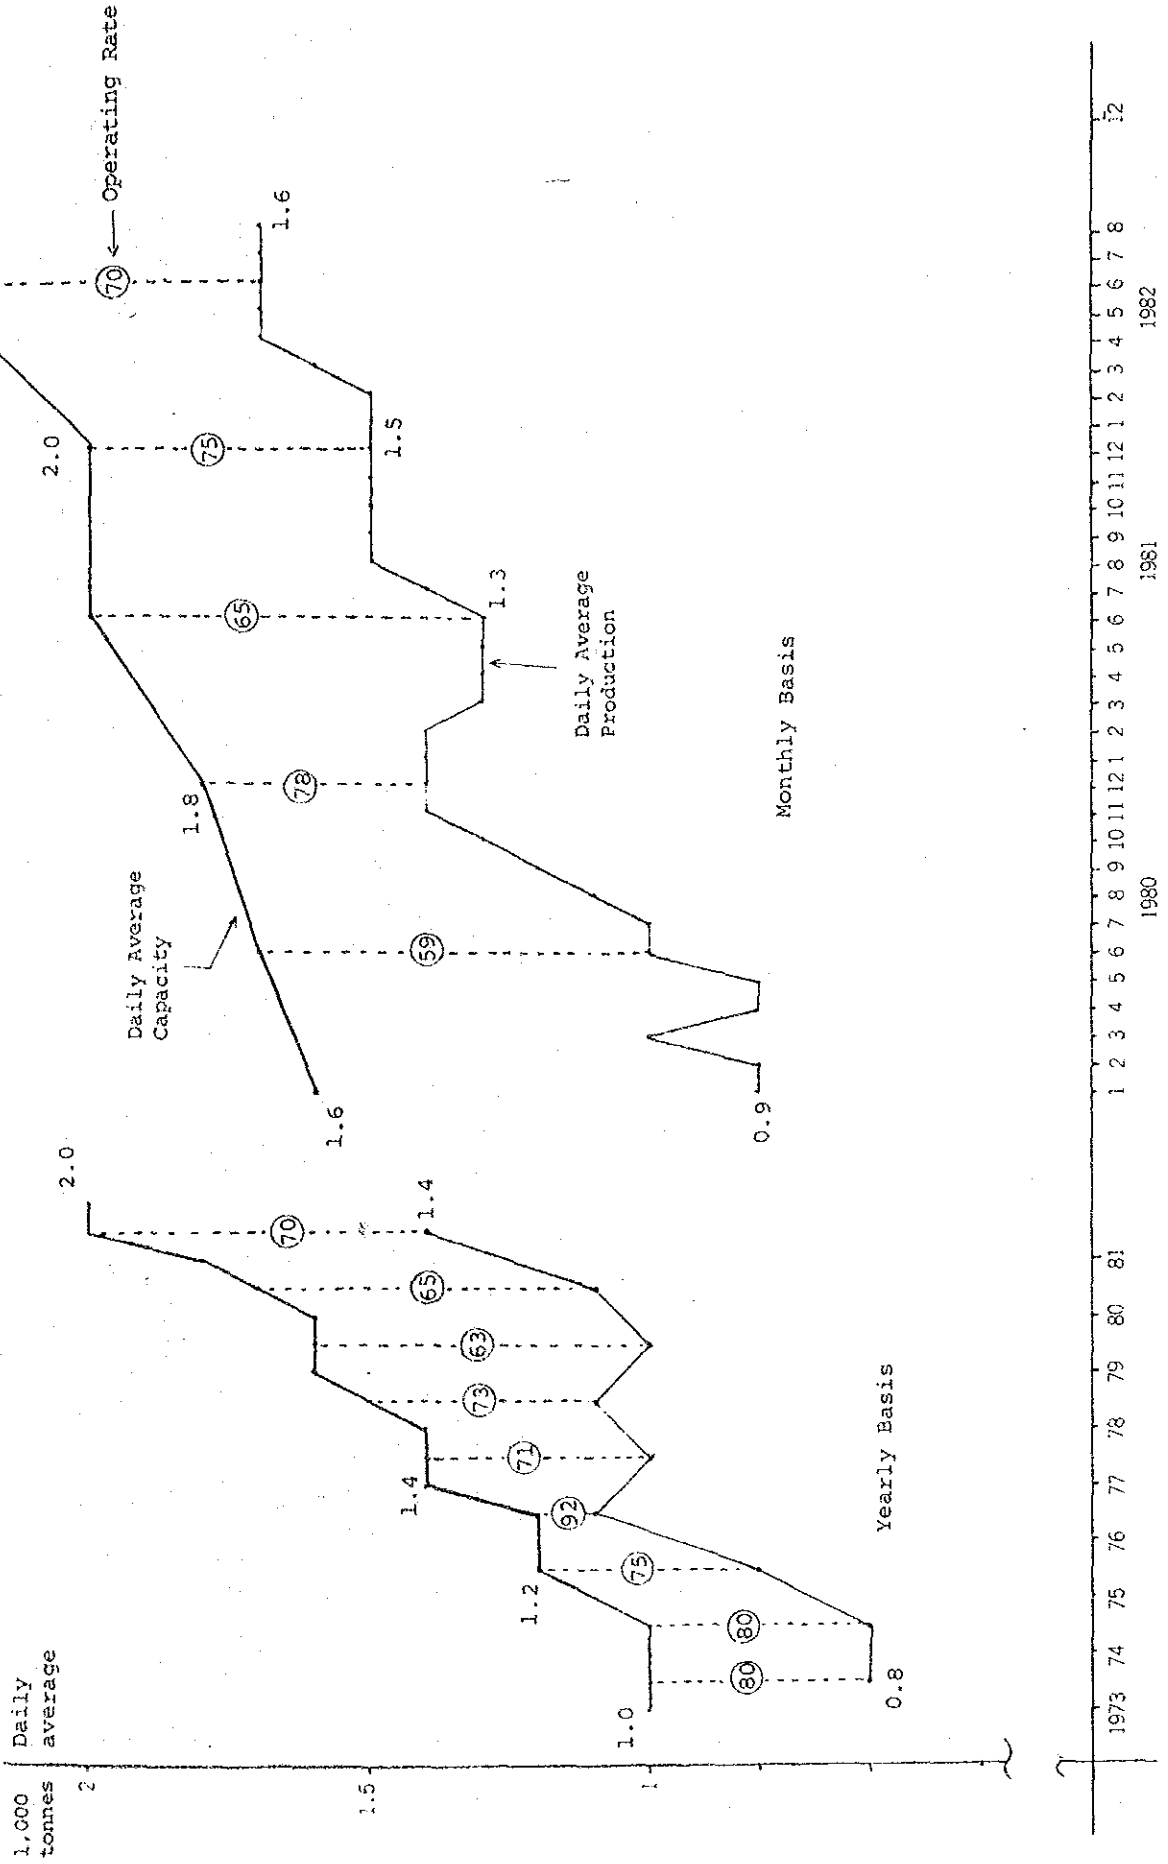 1,000 Daily
tonnes average
2
1.5
1
Operating Rate
2.0
1.4
1.2
1.0
0.8
80
80
75
92
71
73
63
65
70
2.0
1.4
Yearly Basis
1973 74 75 76 77 78 79 80 81
Daily Average
Capacity
1.6
1.8
2.0
59
78
65
75
70
0.9
1.3
1.5
1.6
Daily Average
Production
Monthly Basis
1 2 3 4 5 6 7 8 9 10 11 12 1 2 3 4 5 6 7 8 9 10 11 12 1 2 3 4 5 6 7 8 12
1980 1981 1982